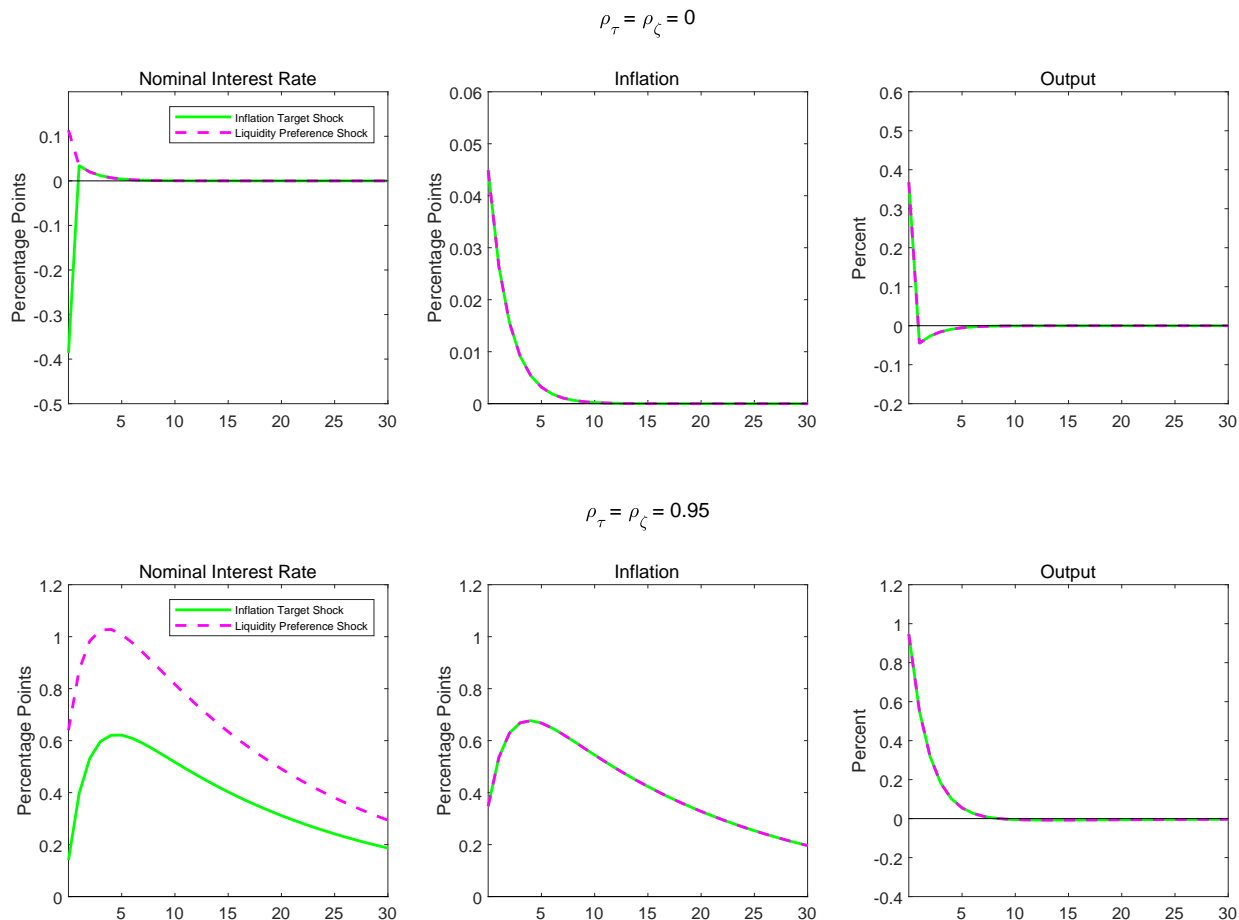 ρ_τ = ρ_ζ = 0
Nominal Interest Rate
Inflation Target Shock
Liquidity Preference Shock
Percentage Points
0.1
0
-0.1
-0.2
-0.3
-0.4
-0.5
5 10 15 20 25 30
Inflation
Percentage Points
0.06
0.05
0.04
0.03
0.02
0.01
0
5 10 15 20 25 30
Output
Percent
0.6
0.5
0.4
0.3
0.2
0.1
0
-0.1
-0.2
5 10 15 20 25 30
ρ_τ = ρ_ζ = 0.95
Nominal Interest Rate
Inflation Target Shock
Liquidity Preference Shock
Percentage Points
1.2
1
0.8
0.6
0.4
0.2
0
5 10 15 20 25 30
Inflation
Percentage Points
1.2
1
0.8
0.6
0.4
0.2
0
5 10 15 20 25 30
Output
Percent
1.2
1
0.8
0.6
0.4
0.2
0
-0.2
-0.4
5 10 15 20 25 30